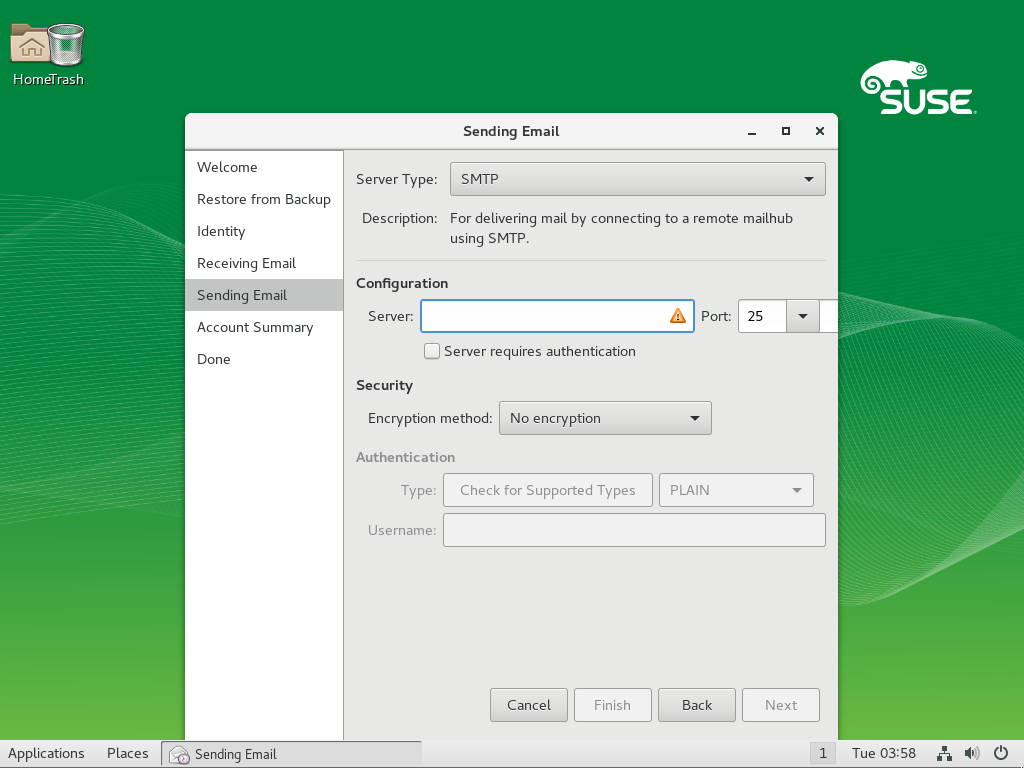 HomeTrash
SUSE
Sending Email
Welcome
Restore from Backup
Identity
Receiving Email
Sending Email
Account Summary
Done
Server Type: SMTP
Description: For delivering mail by connecting to a remote mailhub
using SMTP.
Configuration
Server: Port: 25
Server requires authentication
Security
Encryption method: No encryption
Authentication
Type: Check for Supported Types PLAIN
Username:
Cancel Finish Back Next
Applications Places Sending Email 1 Tue 03:58